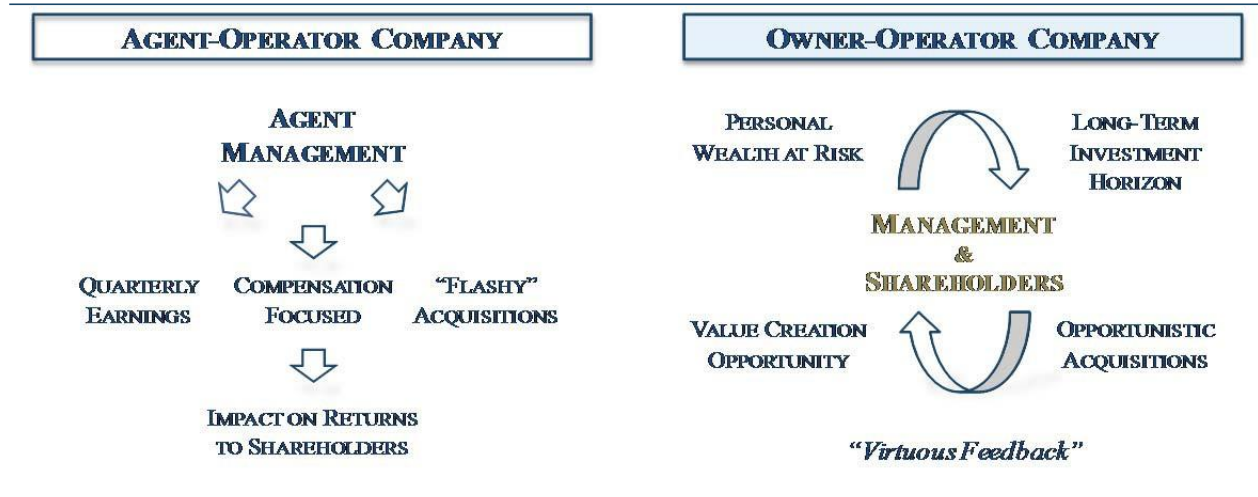 AGENT-OPERATOR COMPANY
AGENT
MANAGEMENT
QUARTERLY
EARNINGS
COMPENSATION
FOCUSED
“FLASHY”
ACQUISITIONS
IMPACT ON RETURNS
TO SHAREHOLDERS
OWNER-OPERATOR COMPANY
PERSONAL
WEALTH AT RISK
LONG-TERM
INVESTMENT
HORIZON
MANAGEMENT
&
SHAREHOLDERS
VALUE CREATION
OPPORTUNITY
OPPORTUNISTIC
ACQUISITIONS
“Virtuous Feedback”